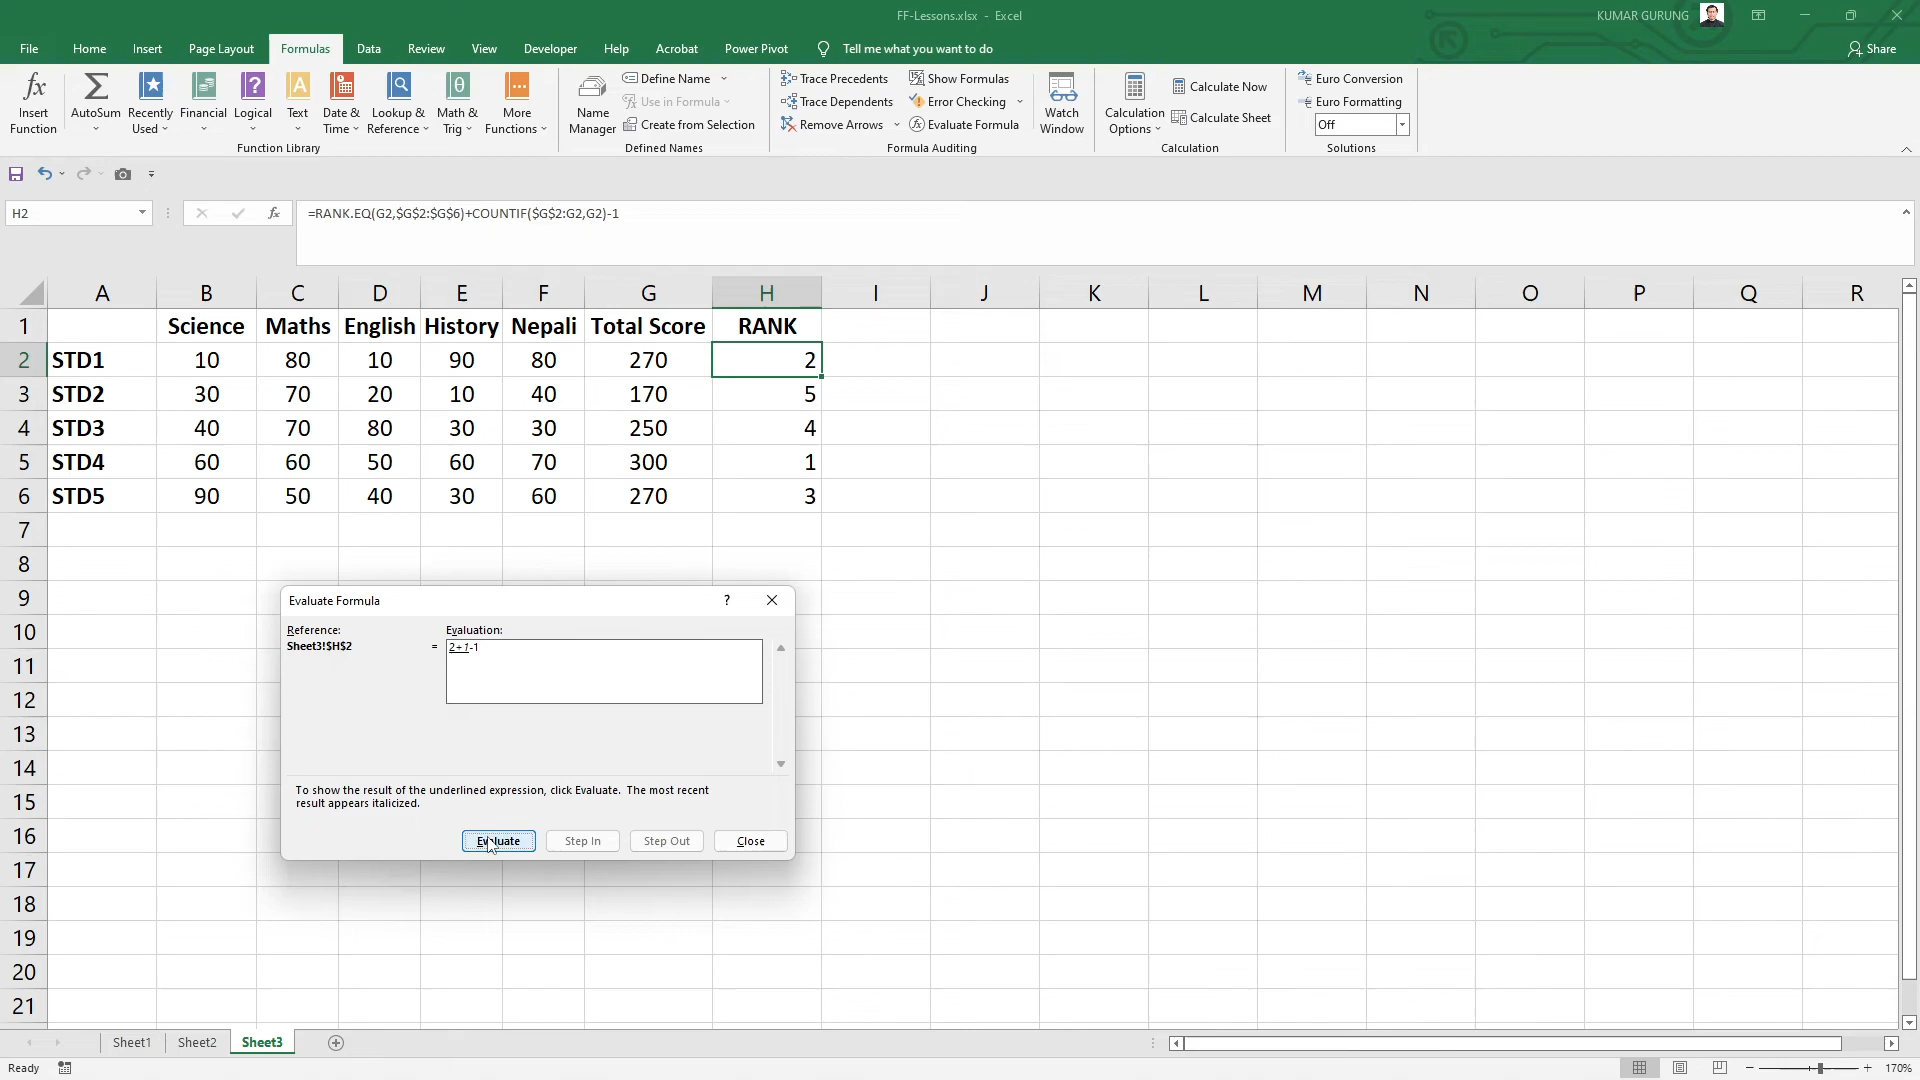 FF-Lessons.xlsx - Excel
KUMAR GURUNG
File Home Insert Page Layout Formulas Data Review View Developer Help Acrobat Power Pivot Tell me what you want to do Share
Insert Function
AutoSum
Recently Used
Financial
Logical
Text
Date & Time
Lookup & Reference
Math & Trig
More Functions
Function Library
Name Manager
Define Name
Use in Formula
Create from Selection
Defined Names
Trace Precedents
Trace Dependents
Remove Arrows
Show Formulas
Error Checking
Evaluate Formula
Formula Auditing
Watch Window
Calculation Options
Calculate Now
Calculate Sheet
Calculation
Euro Conversion
Euro Formatting
Off
Solutions
H2 fx =RANK.EQ(G2,$G$2:$G$6)+COUNTIF($G$2:G2,G2)-1
A B C D E F G H I J K L M N O P Q R
1 Science Maths English History Nepali Total Score RANK
2 STD1 10 80 10 90 80 270 2
3 STD2 30 70 20 10 40 170 5
4 STD3 40 70 80 30 30 250 4
5 STD4 60 60 50 60 70 300 1
6 STD5 90 50 40 30 60 270 3
7
8
9
10
11
12
13
14
15
16
17
18
19
20
21
Evaluate Formula ?
Reference: Evaluation:
Sheet3!$H$2 = 2+1-1
To show the result of the underlined expression, click Evaluate. The most recent
result appears italicized.
Evaluate Step In Step Out Close
Sheet1 Sheet2 Sheet3
Ready 170%